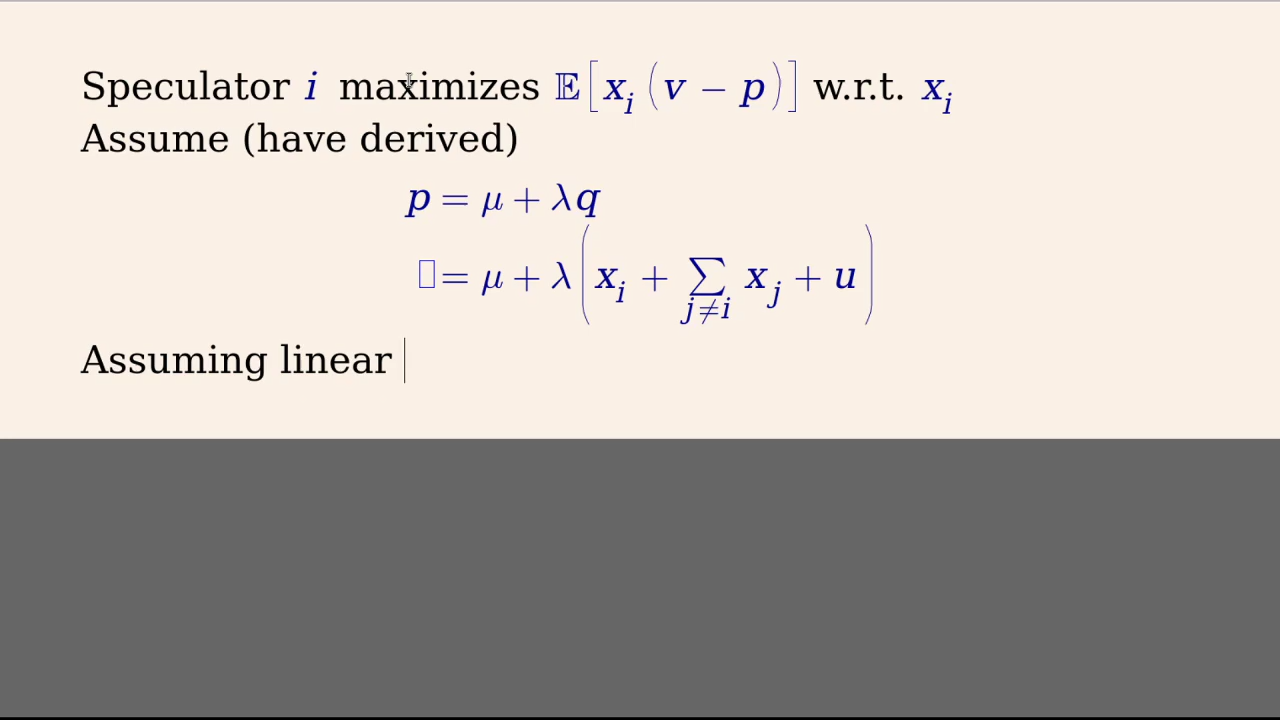 Speculator i maximizes 𝔼[x_i (v − p)] w.r.t. x_i
Assume (have derived)
p = μ + λq
= μ + λ(x_i + ∑_{j≠i} x_j + u)
Assuming linear